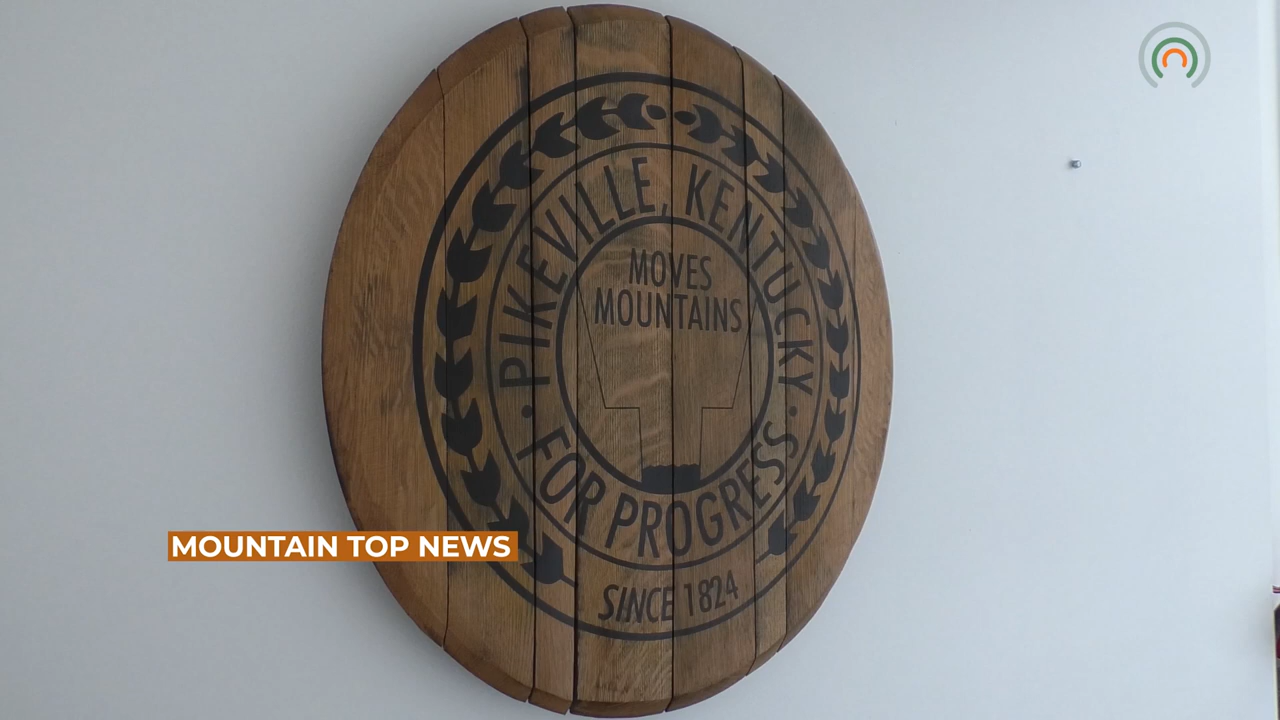 PIKEVILLE, KENTUCKY
MOVES
MOUNTAINS
FOR PROGRESS
SINCE 1824
MOUNTAIN TOP NEWS